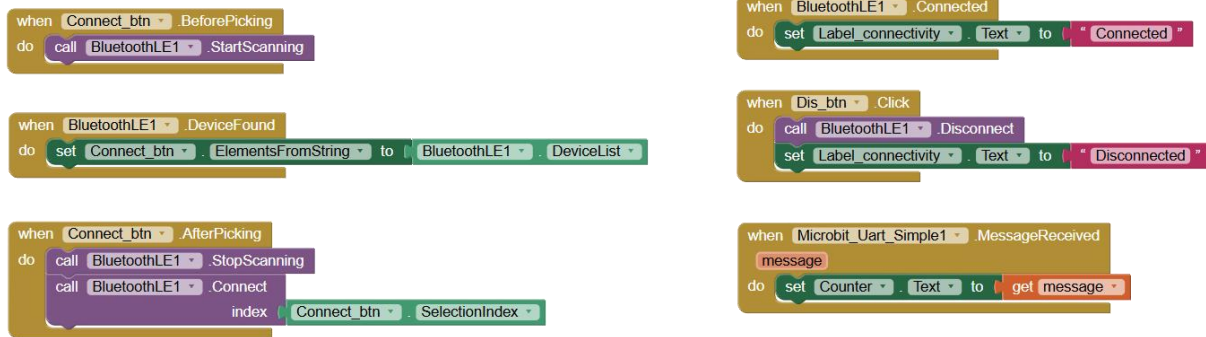 when Connect_btn .BeforePicking
do call BluetoothLE1 .StartScanning
when BluetoothLE1 .DeviceFound
do set Connect_btn . ElementsFromString to BluetoothLE1 . DeviceList
when Connect_btn .AfterPicking
do call BluetoothLE1 .StopScanning
call BluetoothLE1 .Connect
index Connect_btn . SelectionIndex
when BluetoothLE1 .Connected
do set Label_connectivity . Text to " Connected "
when Dis_btn .Click
do call BluetoothLE1 .Disconnect
set Label_connectivity . Text to " Disconnected "
when Microbit_Uart_Simple1 .MessageReceived
message
do set Counter . Text to get message